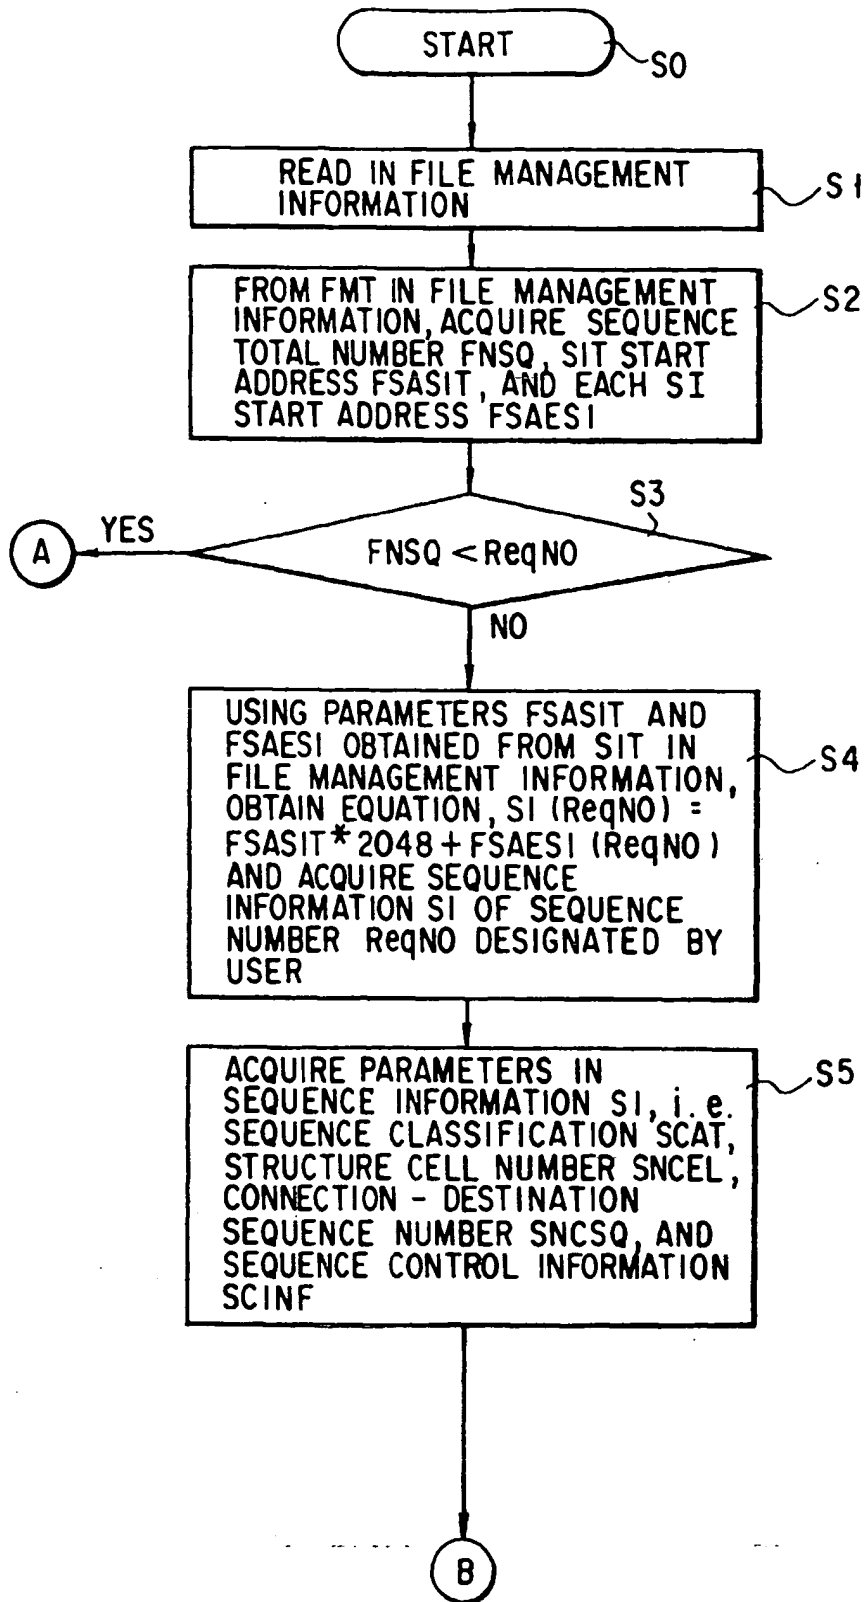 START
S0
READ IN FILE MANAGEMENT
INFORMATION
S1
FROM FMT IN FILE MANAGEMENT
INFORMATION, ACQUIRE SEQUENCE
TOTAL NUMBER FNSQ, SIT START
ADDRESS FSASIT, AND EACH SI
START ADDRESS FSAESI
S2
S3
FNSQ < ReqNO
YES
A
NO
USING PARAMETERS FSASIT AND
FSAESI OBTAINED FROM SIT IN
FILE MANAGEMENT INFORMATION,
OBTAIN EQUATION, SI (ReqNO) =
FSASIT * 2048 + FSAESI (ReqNO)
AND ACQUIRE SEQUENCE
INFORMATION SI OF SEQUENCE
NUMBER ReqNO DESIGNATED BY
USER
S4
ACQUIRE PARAMETERS IN
SEQUENCE INFORMATION SI, i.e.
SEQUENCE CLASSIFICATION SCAT,
STRUCTURE CELL NUMBER SNCEL,
CONNECTION - DESTINATION
SEQUENCE NUMBER SNCSQ, AND
SEQUENCE CONTROL INFORMATION
SCINF
S5
B